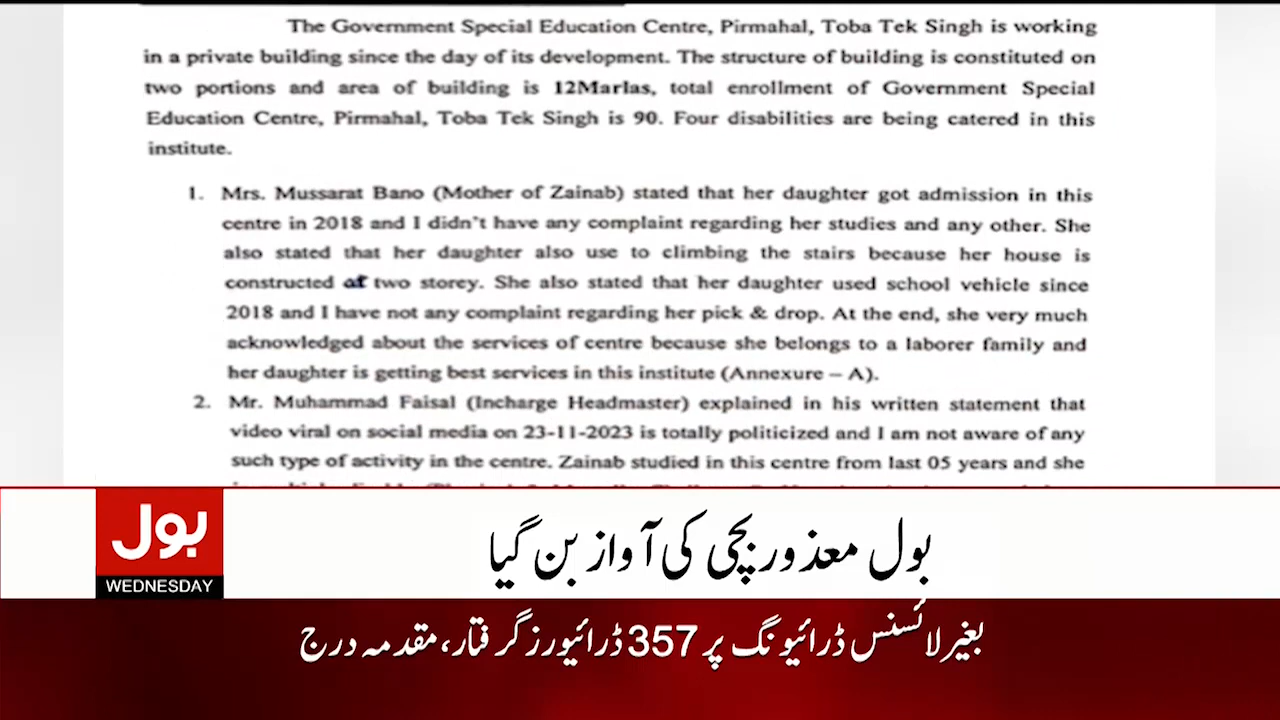 The Government Special Education Centre, Pirmahal, Toba Tek Singh is working
in a private building since the day of its development. The structure of building is constituted on
two portions and area of building is 12Marlas, total enrollment of Government Special
Education Centre, Pirmahal, Toba Tek Singh is 90. Four disabilities are being catered in this
institute.
1. Mrs. Mussarat Bano (Mother of Zainab) stated that her daughter got admission in this
centre in 2018 and I didn't have any complaint regarding her studies and any other. She
also stated that her daughter also use to climbing the stairs because her house is
constructed of two storey. She also stated that her daughter used school vehicle since
2018 and I have not any complaint regarding her pick & drop. At the end, she very much
acknowledged about the services of centre because she belongs to a laborer family and
her daughter is getting best services in this institute (Annexure – A).
2. Mr. Muhammad Faisal (Incharge Headmaster) explained in his written statement that
video viral on social media on 23-11-2023 is totally politicized and I am not aware of any
such type of activity in the centre. Zainab studied in this centre from last 05 years and she
بول
WEDNESDAY
بول معذور بچی کی آواز بن گیا
بغیر لائسنس ڈرائیونگ پر 357 ڈرائیورز گرفتار، مقدمہ درج